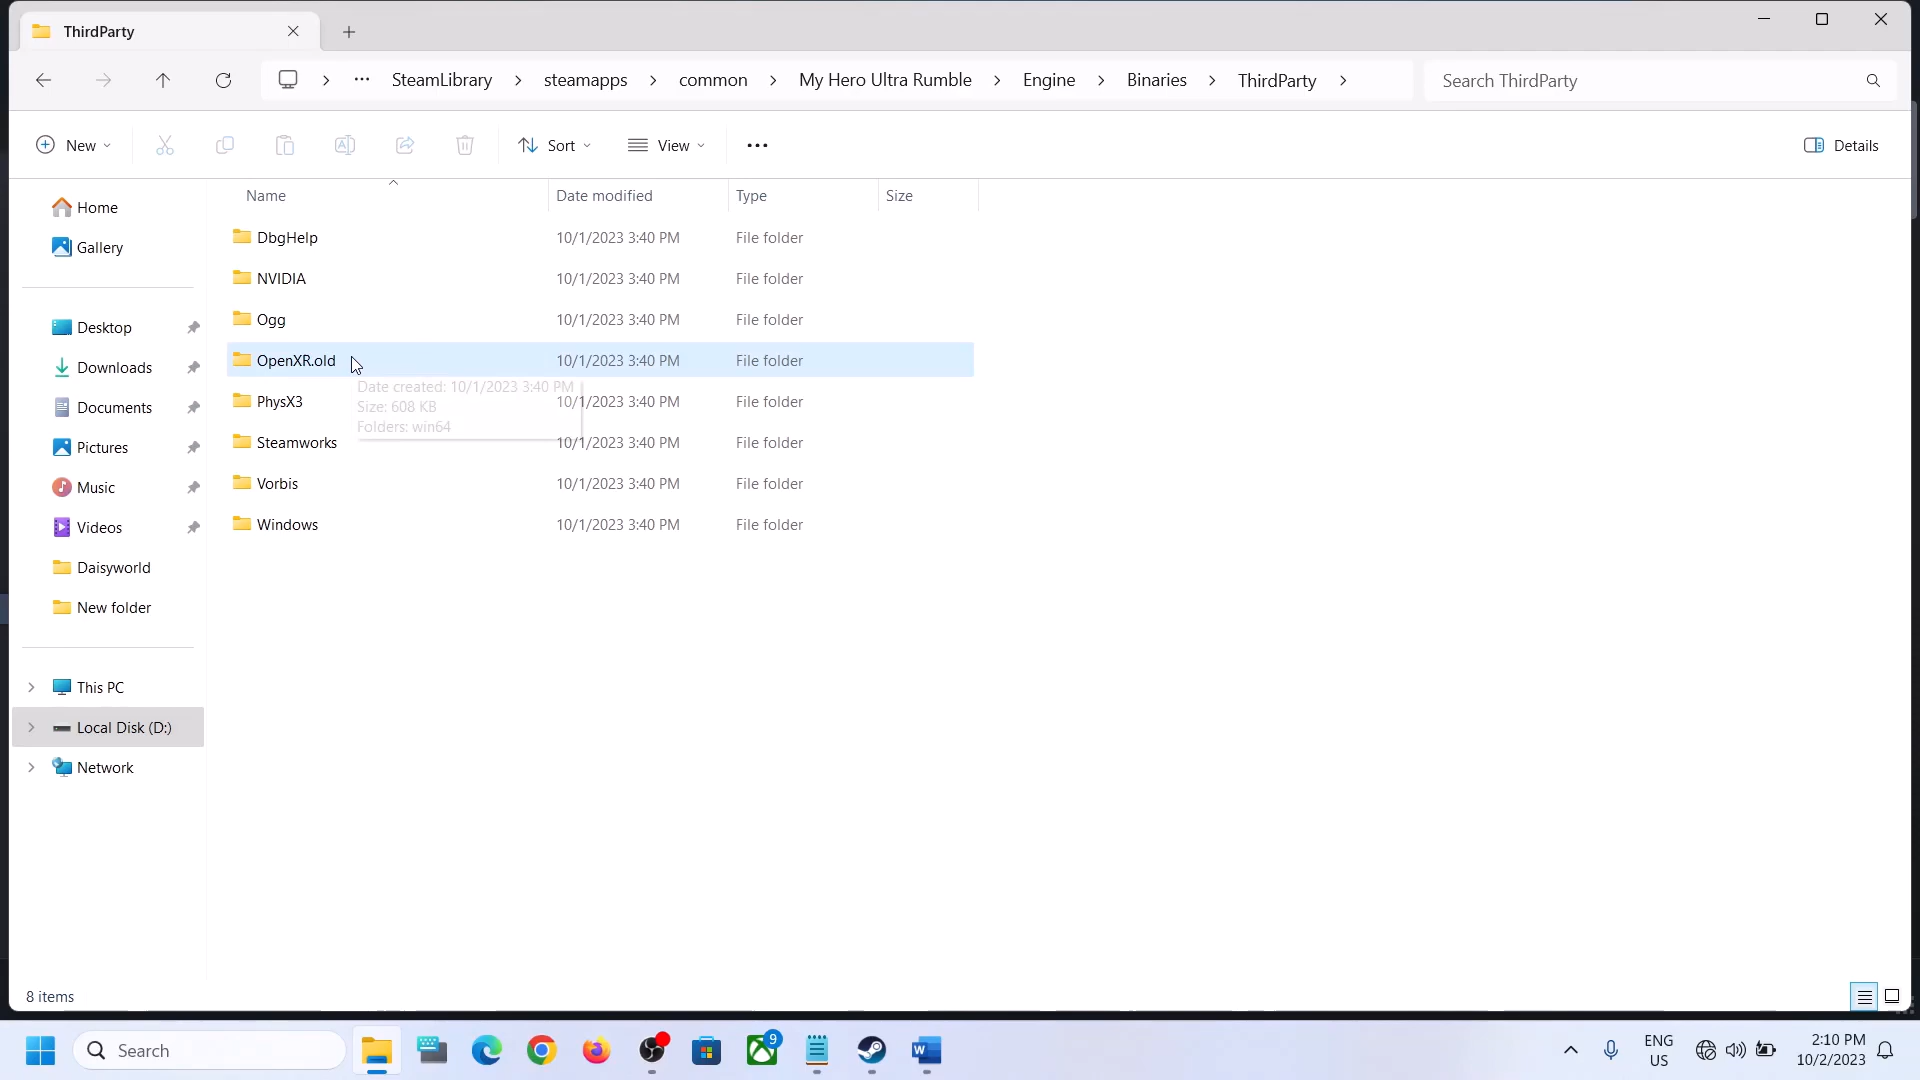 ThirdParty
SteamLibrary
steamapps
common
My Hero Ultra Rumble
Engine
Binaries
ThirdParty
Search ThirdParty
New
Sort
View
Details
Name
Date modified
Type
Size
Home
Gallery
Desktop
Downloads
Documents
Pictures
Music
Videos
Daisyworld
New folder
This PC
Local Disk (D:)
Network
DbgHelp 10/1/2023 3:40 PM File folder
NVIDIA 10/1/2023 3:40 PM File folder
Ogg 10/1/2023 3:40 PM File folder
OpenXR.old 10/1/2023 3:40 PM File folder
Date created: 10/1/2023 3:40 PM
Size: 608 KB
Folders: win64
PhysX3 10/1/2023 3:40 PM File folder
Steamworks 10/1/2023 3:40 PM File folder
Vorbis 10/1/2023 3:40 PM File folder
Windows 10/1/2023 3:40 PM File folder
8 items
Search
9
ENG
US
2:10 PM
10/2/2023